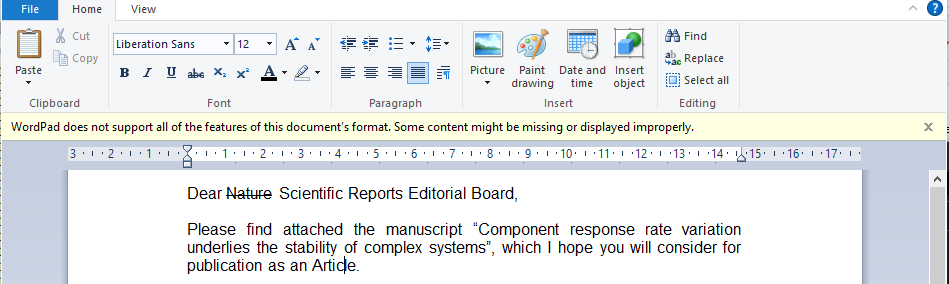 File Home View
Cut
Copy
Paste
Clipboard
Liberation Sans 12
B I U abc X₂ X² A
Font
Paragraph
Picture Paint drawing Date and time Insert object
Insert
Find
Replace
Select all
Editing
WordPad does not support all of the features of this document's format. Some content might be missing or displayed improperly.
3 2 1 1 2 3 4 5 6 7 8 9 10 11 12 13 14 15 16 17
Dear Nature Scientific Reports Editorial Board,
Please find attached the manuscript “Component response rate variation
underlies the stability of complex systems”, which I hope you will consider for
publication as an Article.